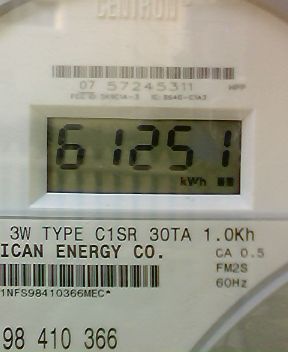 CENTRON
07 57245311
61251
kWh
3W TYPE C1SR 30TA 1.0Kh
ICAN ENERGY CO.
CA 0.5
FM2S
60Hz
1NFS98410366MEC*
98 410 366